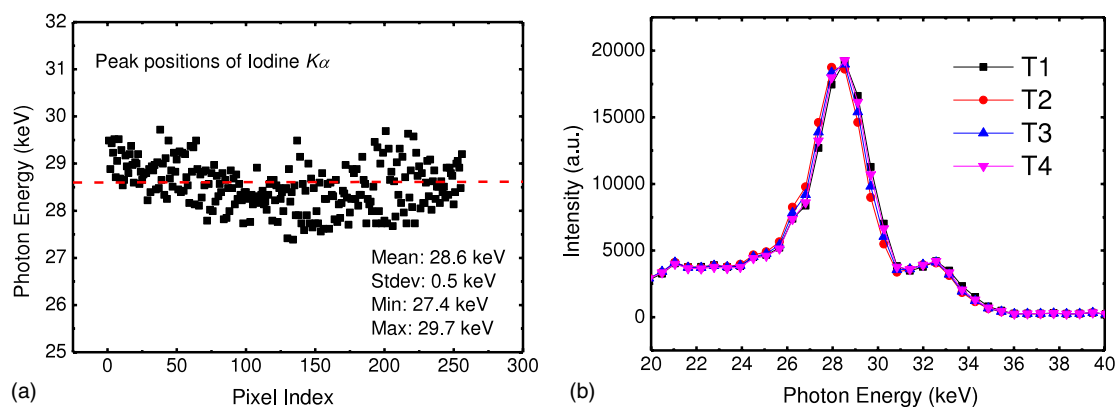 32
31
30
29
28
27
26
25
Photon Energy (keV)
Peak positions of Iodine Kα
Mean: 28.6 keV
Stdev: 0.5 keV
Min: 27.4 keV
Max: 29.7 keV
0 50 100 150 200 250 300
Pixel Index
(a)
20000
15000
10000
5000
0
Intensity (a.u.)
T1
T2
T3
T4
20 22 24 26 28 30 32 34 36 38 40
Photon Energy (keV)
(b)